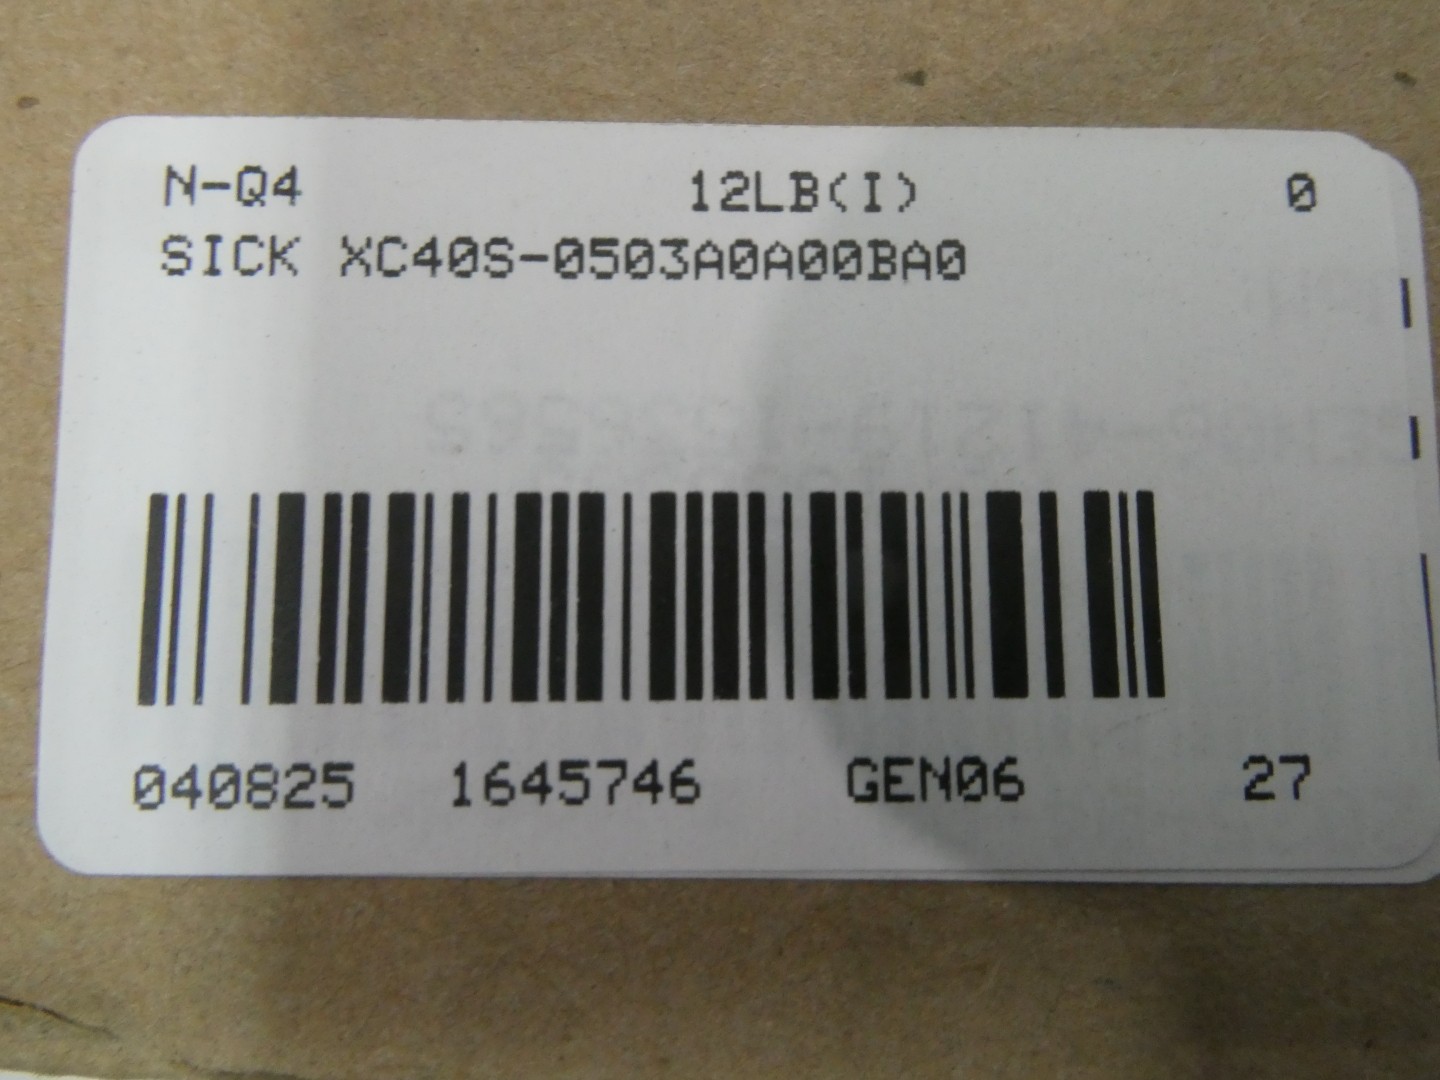 N-Q4 12LB(I) 0
SICK XC40S-0503A0A00BA0
040825 1645746 GEN06 27